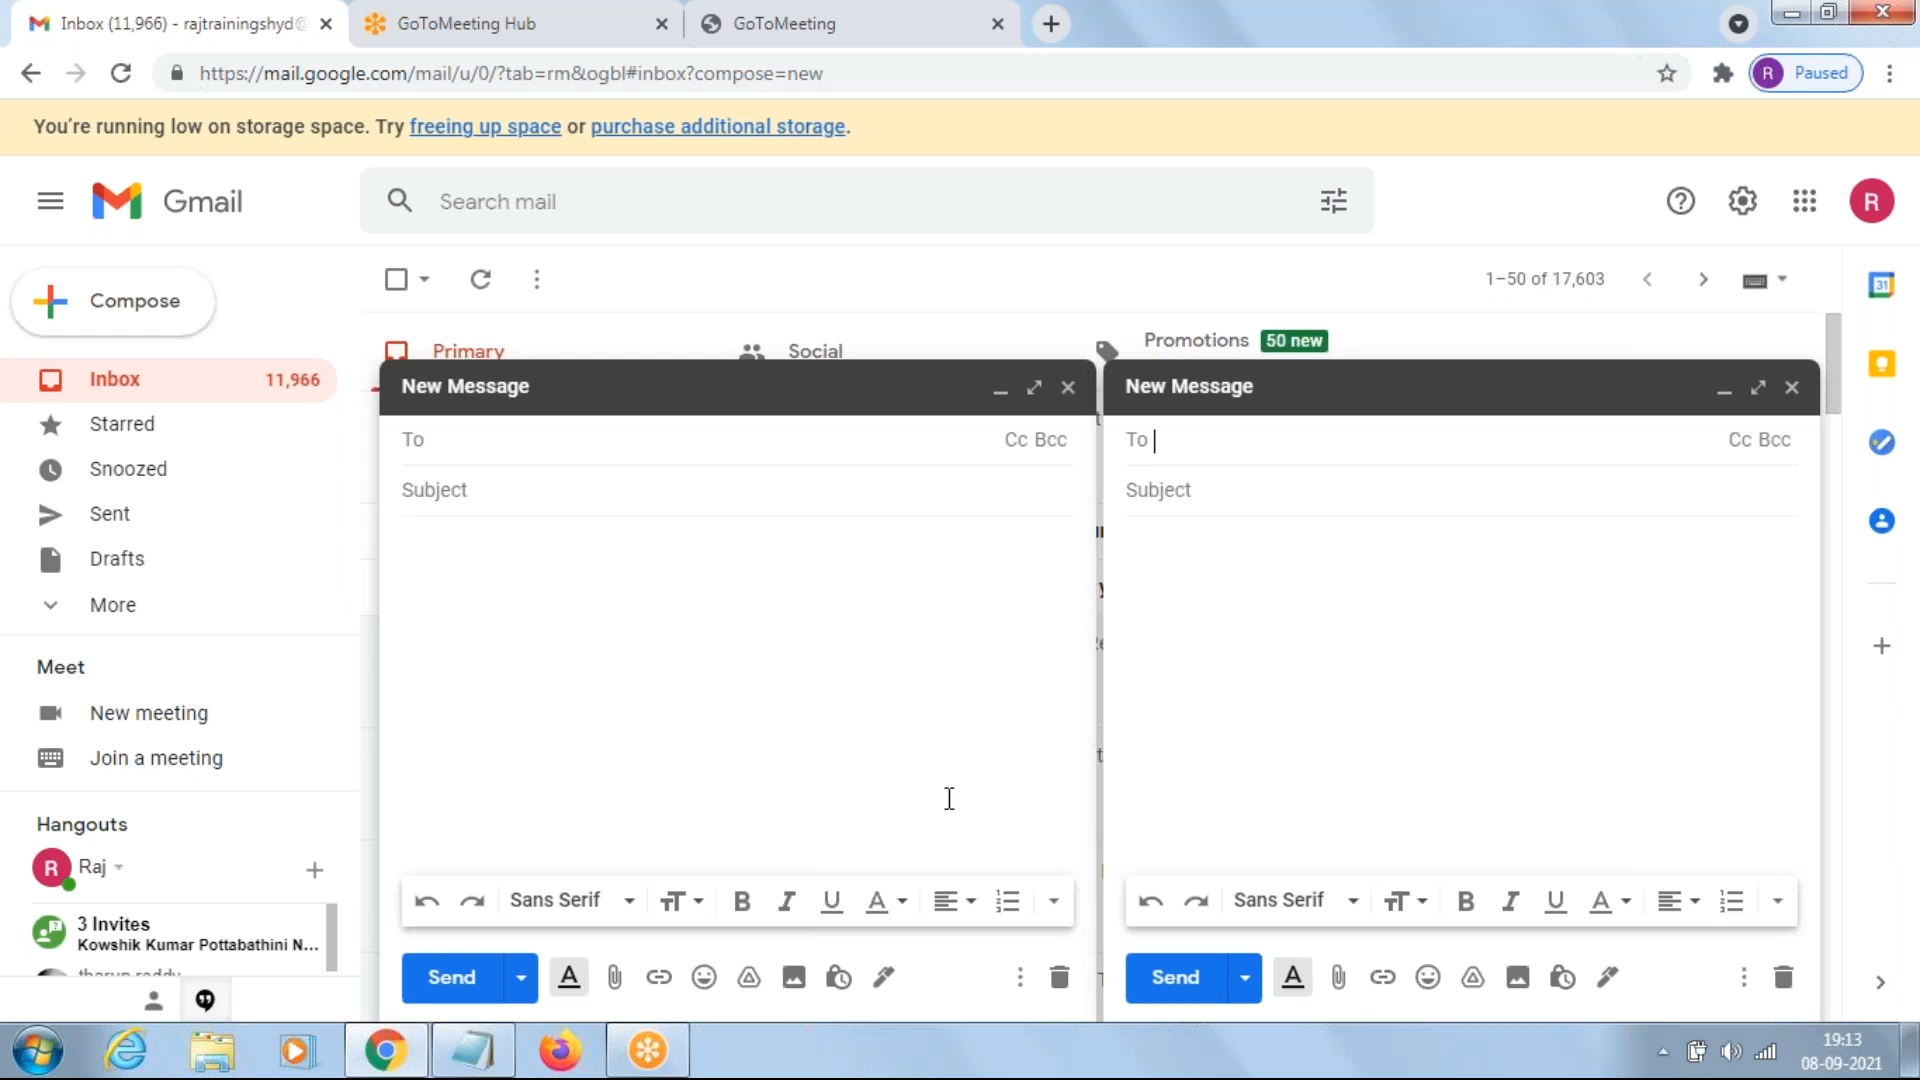 Inbox (11,966) - rajtrainingshyd@
GoToMeeting Hub
GoToMeeting
https://mail.google.com/mail/u/0/?tab=rm&ogbl#inbox?compose=new
R Paused
You're running low on storage space. Try freeing up space or purchase additional storage.
Gmail
Search mail
R
Compose
1–50 of 17,603
31
Primary
Social
Promotions 50 new
Inbox 11,966
Starred
Snoozed
Sent
Drafts
More
Meet
New meeting
Join a meeting
Hangouts
R Raj
3 Invites
Kowshik Kumar Pottabathini N...
New Message
To Cc Bcc
Subject
Sans Serif
Send
New Message
To Cc Bcc
Subject
Sans Serif
Send
19:13
08-09-2021